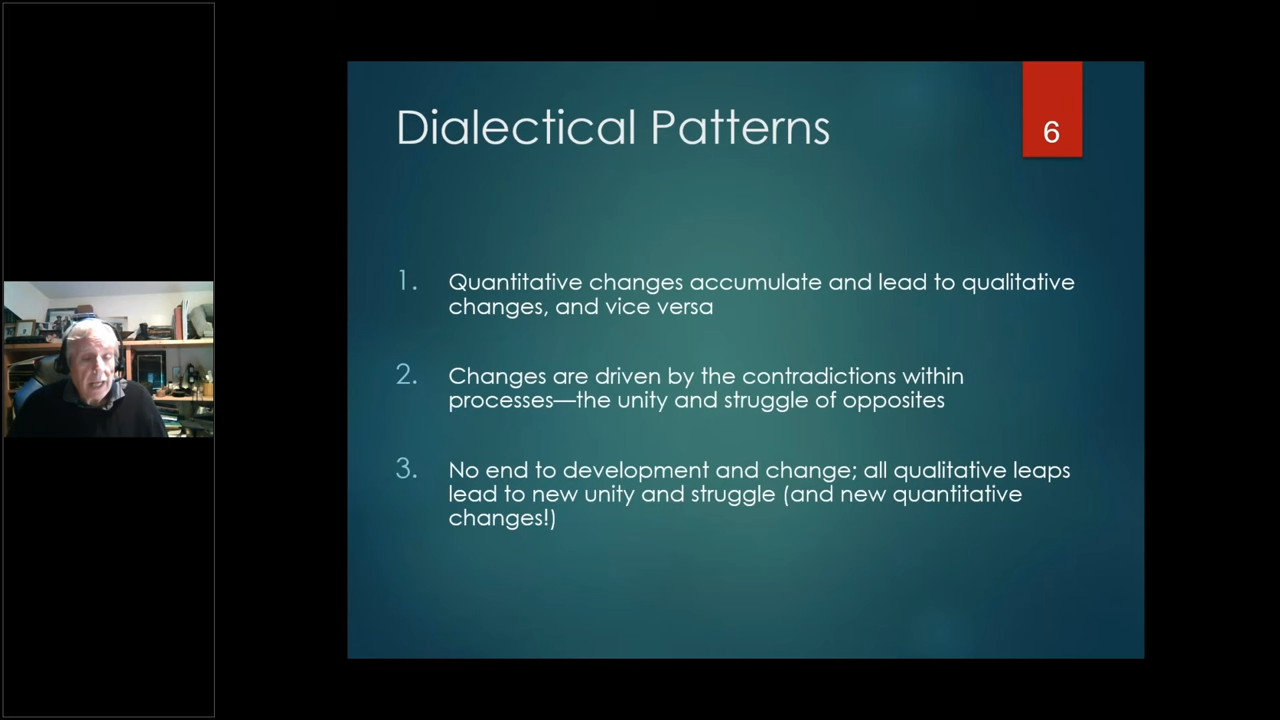 Dialectical Patterns
6
1. Quantitative changes accumulate and lead to qualitative
changes, and vice versa
2. Changes are driven by the contradictions within
processes—the unity and struggle of opposites
3. No end to development and change; all qualitative leaps
lead to new unity and struggle (and new quantitative
changes!)